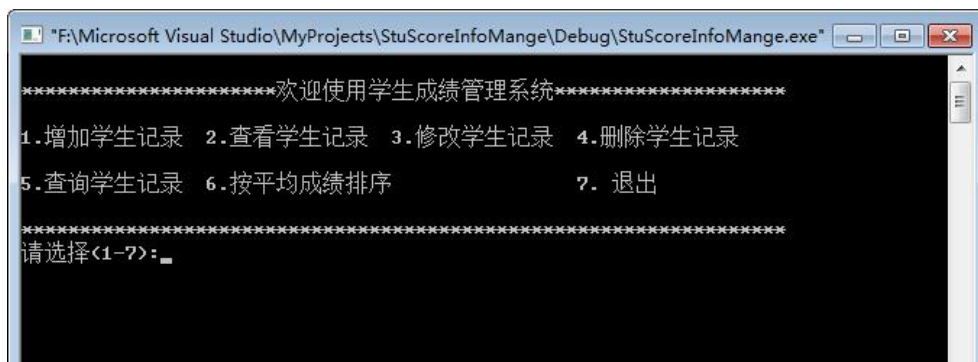 "F:\Microsoft Visual Studio\MyProjects\StuScoreInfoMange\Debug\StuScoreInfoMange.exe"
**********************欢迎使用学生成绩管理系统********************
1.增加学生记录 2.查看学生记录 3.修改学生记录 4.删除学生记录
5.查询学生记录 6.按平均成绩排序 7. 退出
******************************************************************
请选择(1-7):_